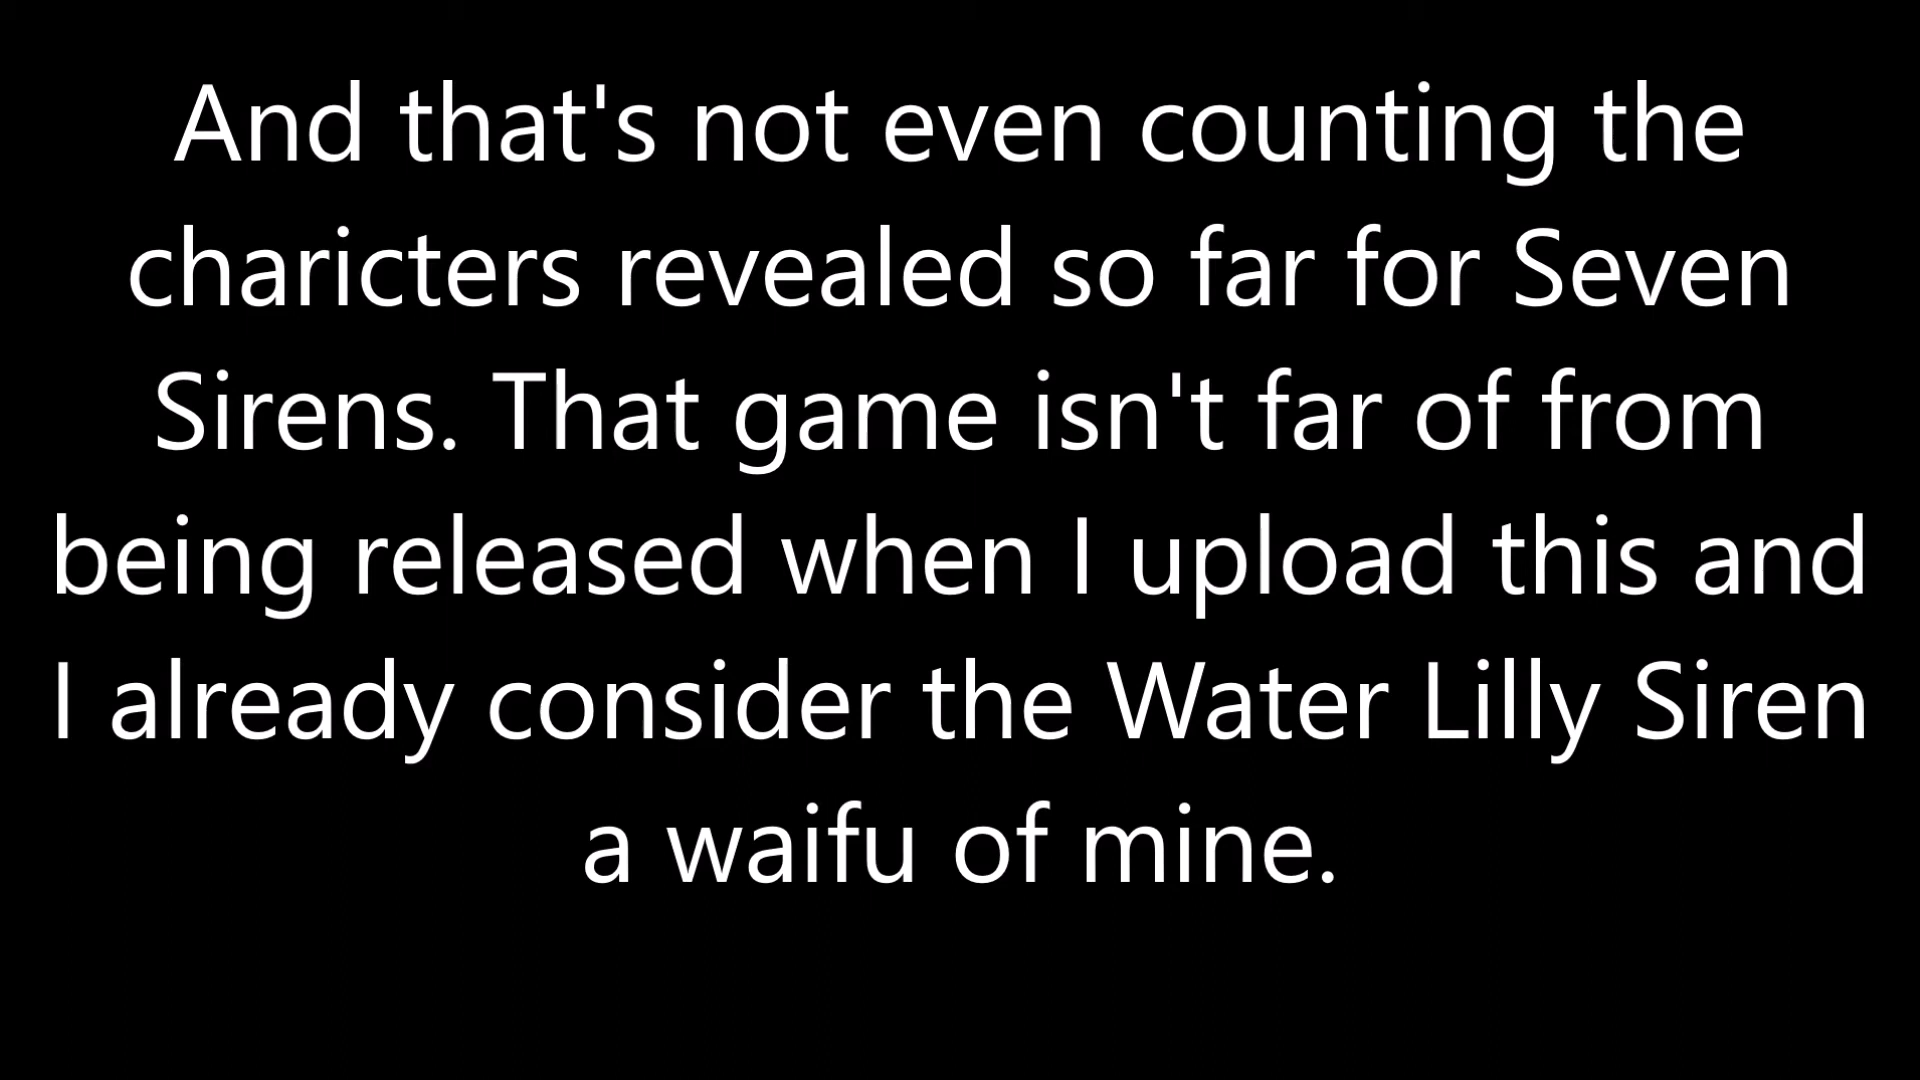 And that's not even counting the
charicters revealed so far for Seven
Sirens. That game isn't far of from
being released when I upload this and
I already consider the Water Lilly Siren
a waifu of mine.